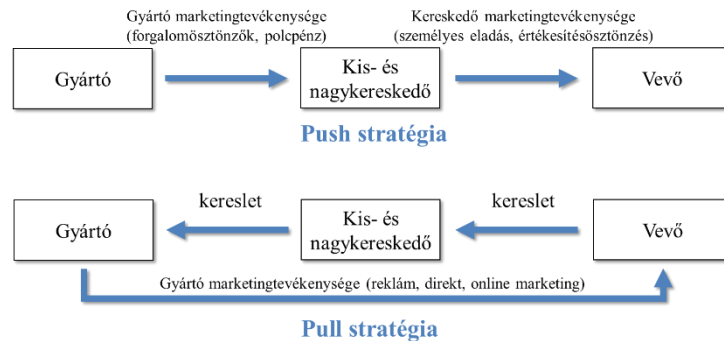 Gyártó marketingtevékenysége
(forgalomösztönzők, polcpénz)
Kereskedő marketingtevékenysége
(személyes eladás, értékesítésösztönzés)
Gyártó
Kis- és
nagykereskedő
Vevő
Push stratégia
kereslet
kereslet
Gyártó
Kis- és
nagykereskedő
Vevő
Gyártó marketingtevékenysége (reklám, direkt, online marketing)
Pull stratégia